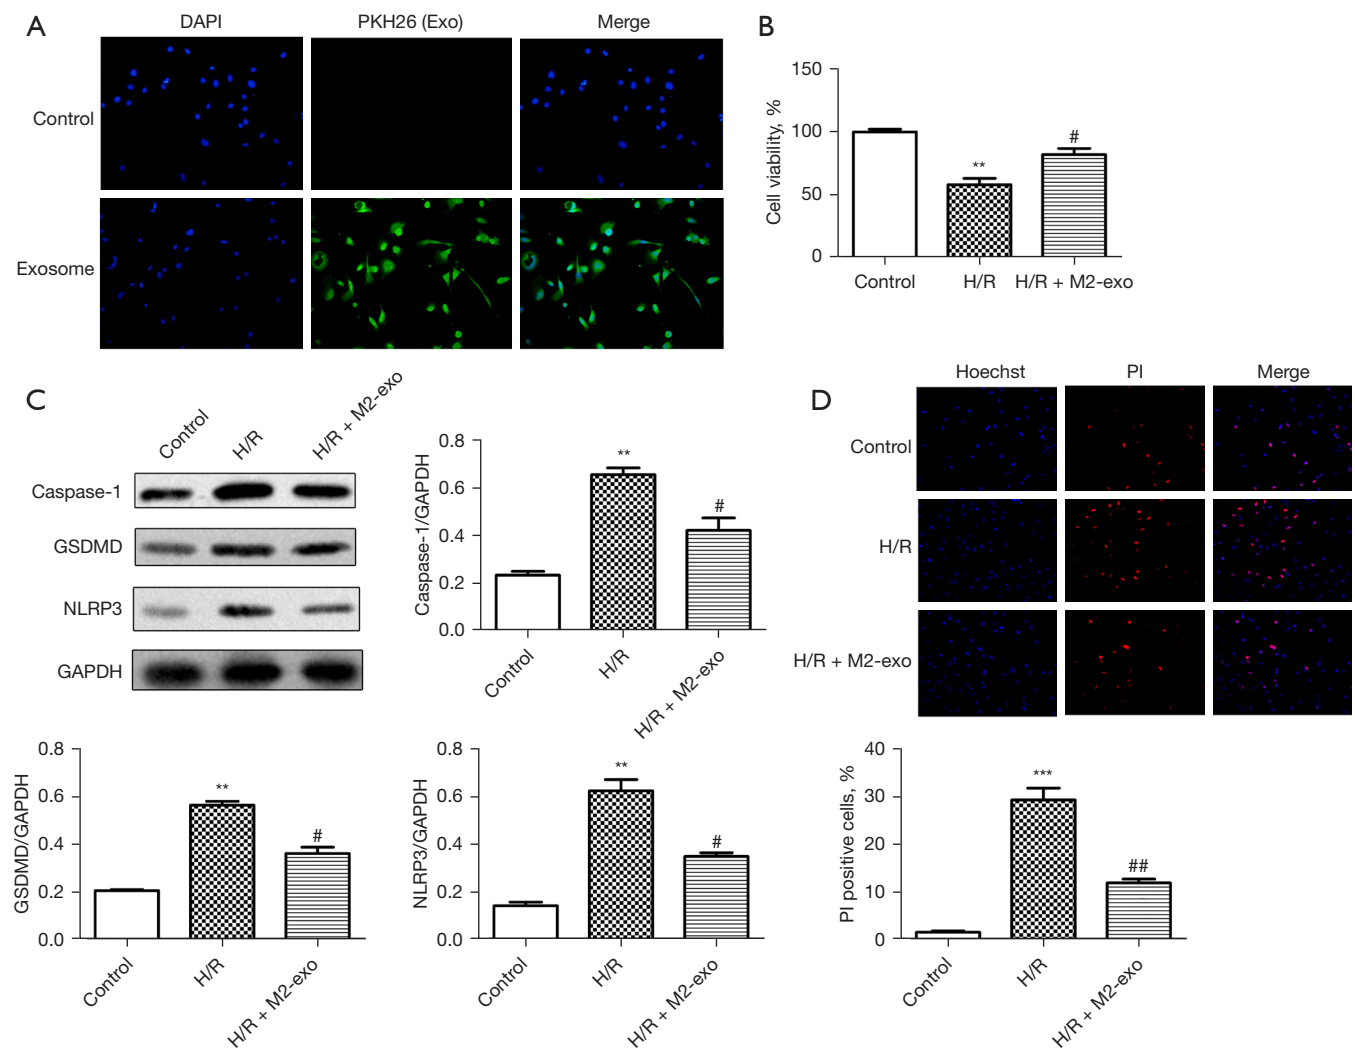 A
DAPI
PKH26 (Exo)
Merge
Control
Exosome
B
Cell viability, %
150
100
50
0
**
#
Control
H/R
H/R + M2-exo
C
Control
H/R
H/R + M2-exo
Caspase-1
GSDMD
NLRP3
GAPDH
Caspase-1/GAPDH
0.8
0.6
0.4
0.2
0.0
**
#
Control
H/R
H/R + M2-exo
D
Hoechst
PI
Merge
Control
H/R
H/R + M2-exo
GSDMD/GAPDH
0.8
0.6
0.4
0.2
0.0
**
#
Control
H/R
H/R + M2-exo
NLRP3/GAPDH
0.8
0.6
0.4
0.2
0.0
**
#
Control
H/R
H/R + M2-exo
PI positive cells, %
40
30
20
10
0
***
##
Control
H/R
H/R + M2-exo